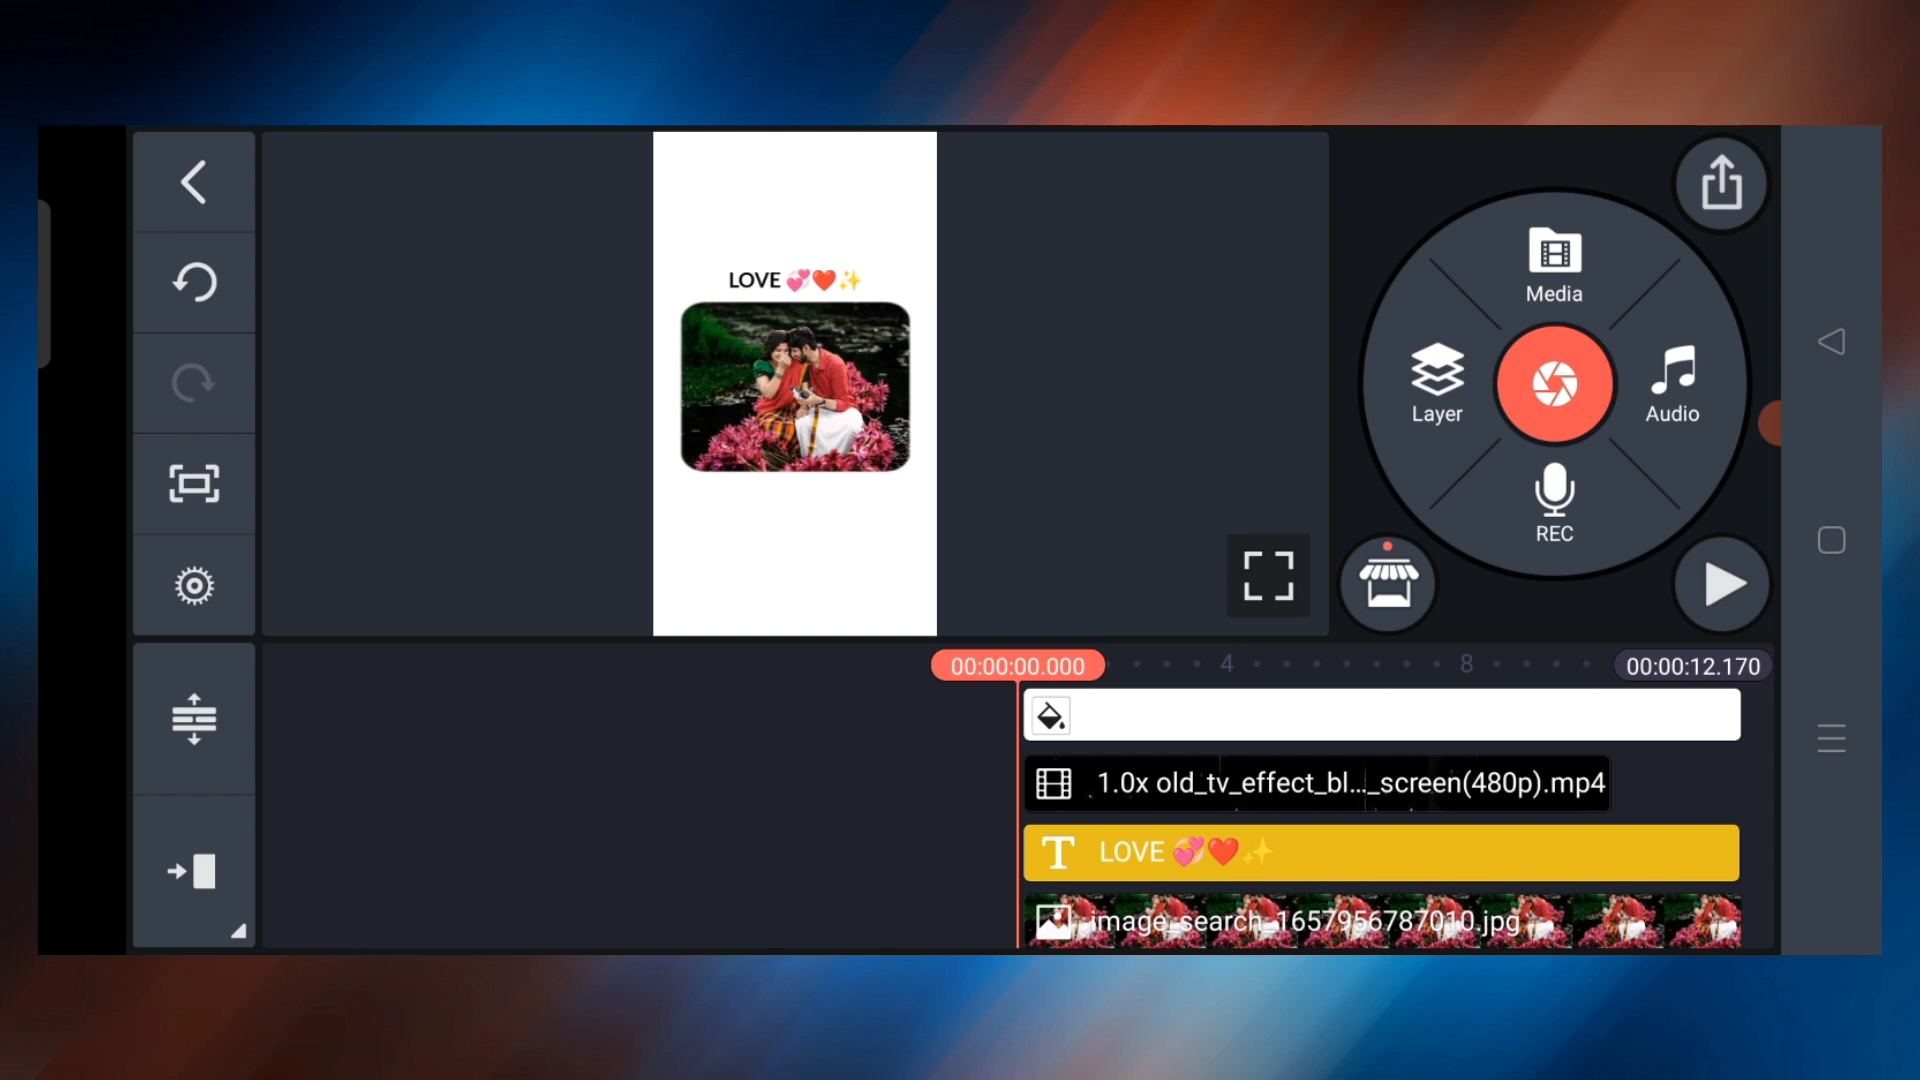 LOVE 💞❤️✨
Media
Layer
Audio
REC
00:00:00.000
4
8
00:00:12.170
1.0x old_tv_effect_bl..._screen(480p).mp4
LOVE 💞❤️✨
image_search_1657956787010.jpg